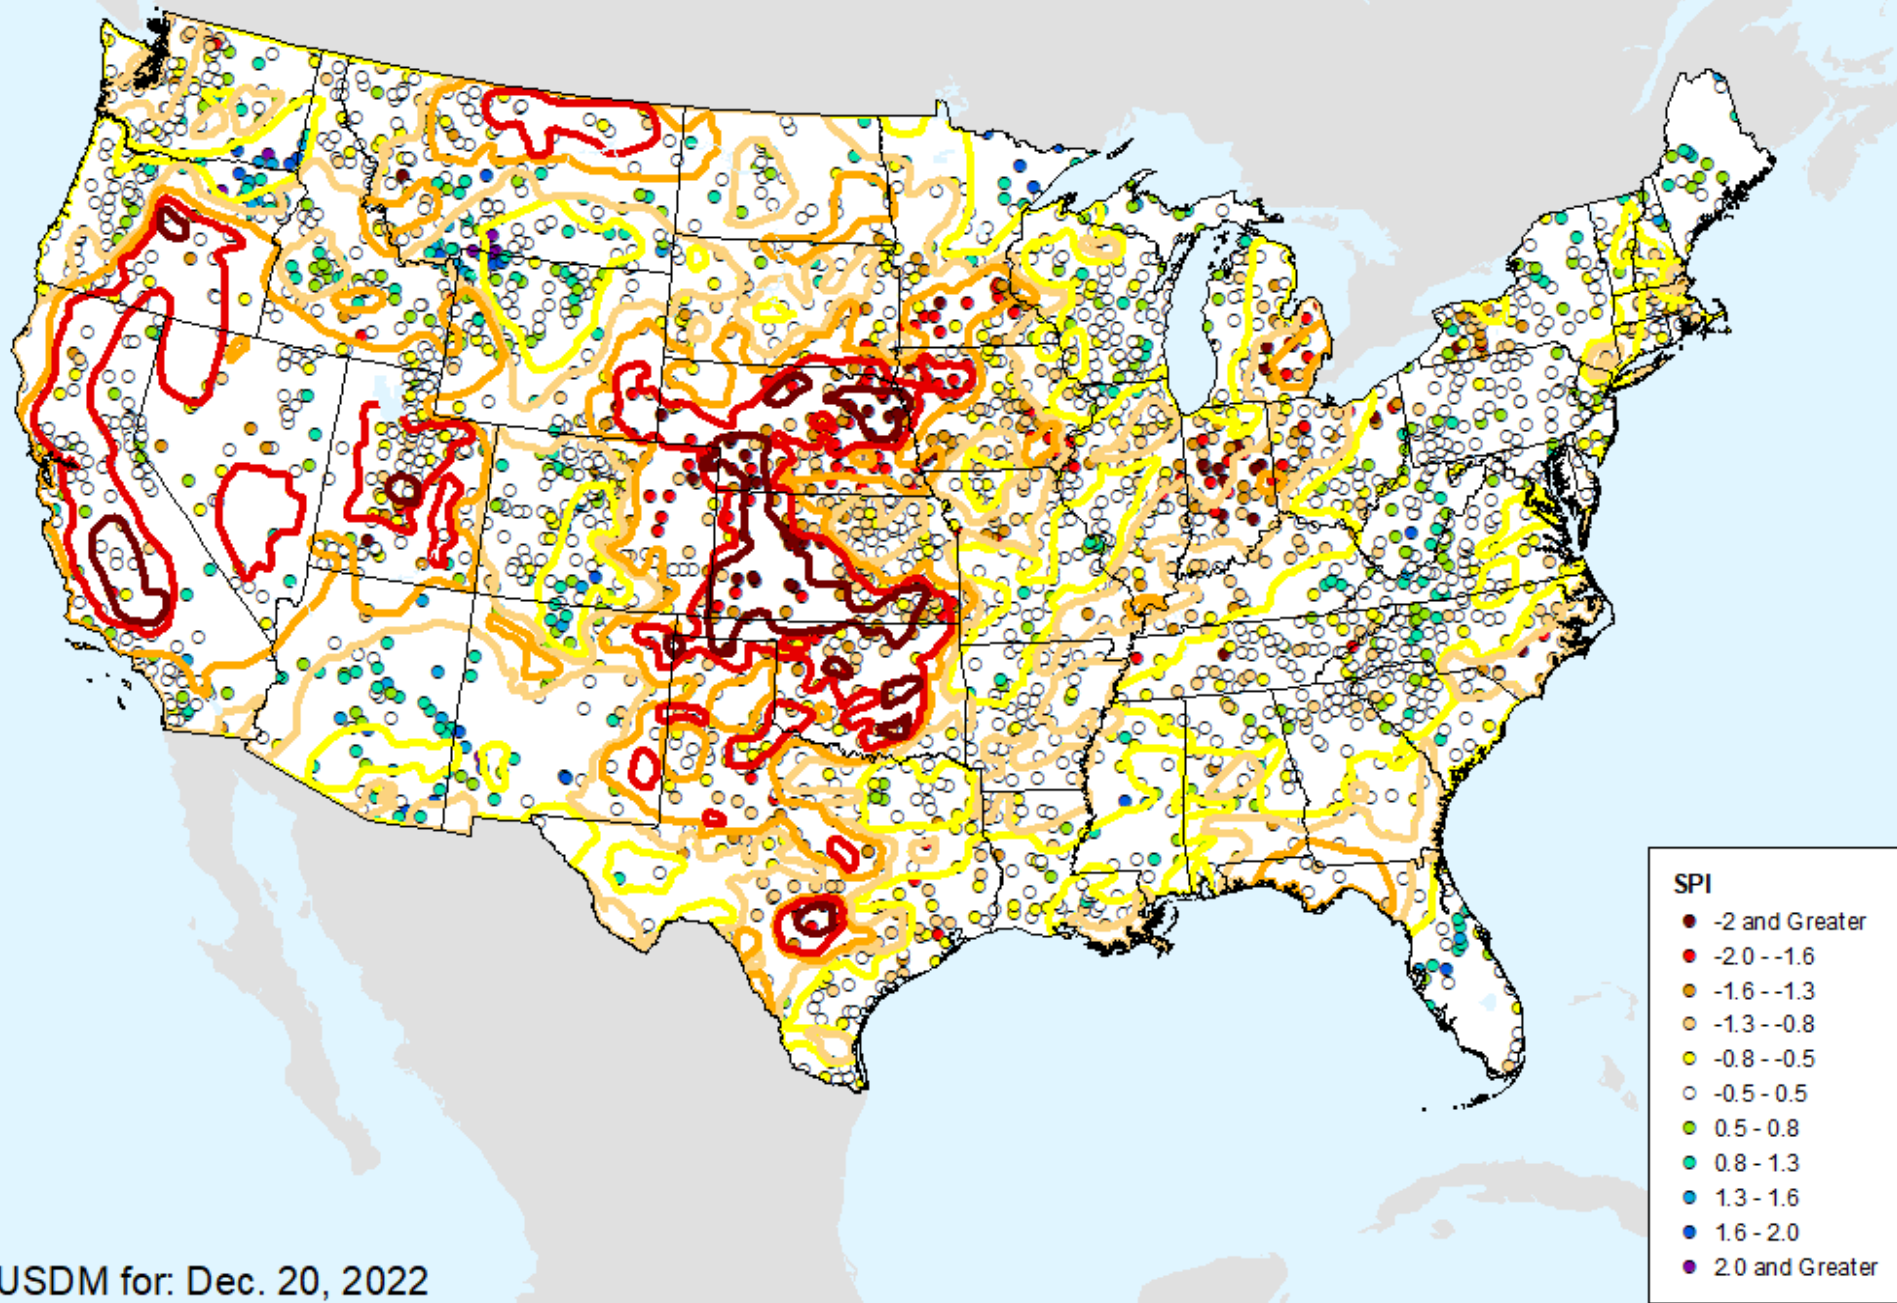 SPI
-2 and Greater
-2.0 - -1.6
-1.6 - -1.3
-1.3 - -0.8
-0.8 - -0.5
-0.5 - 0.5
0.5 - 0.8
0.8 - 1.3
1.3 - 1.6
1.6 - 2.0
2.0 and Greater
USDM for: Dec. 20, 2022